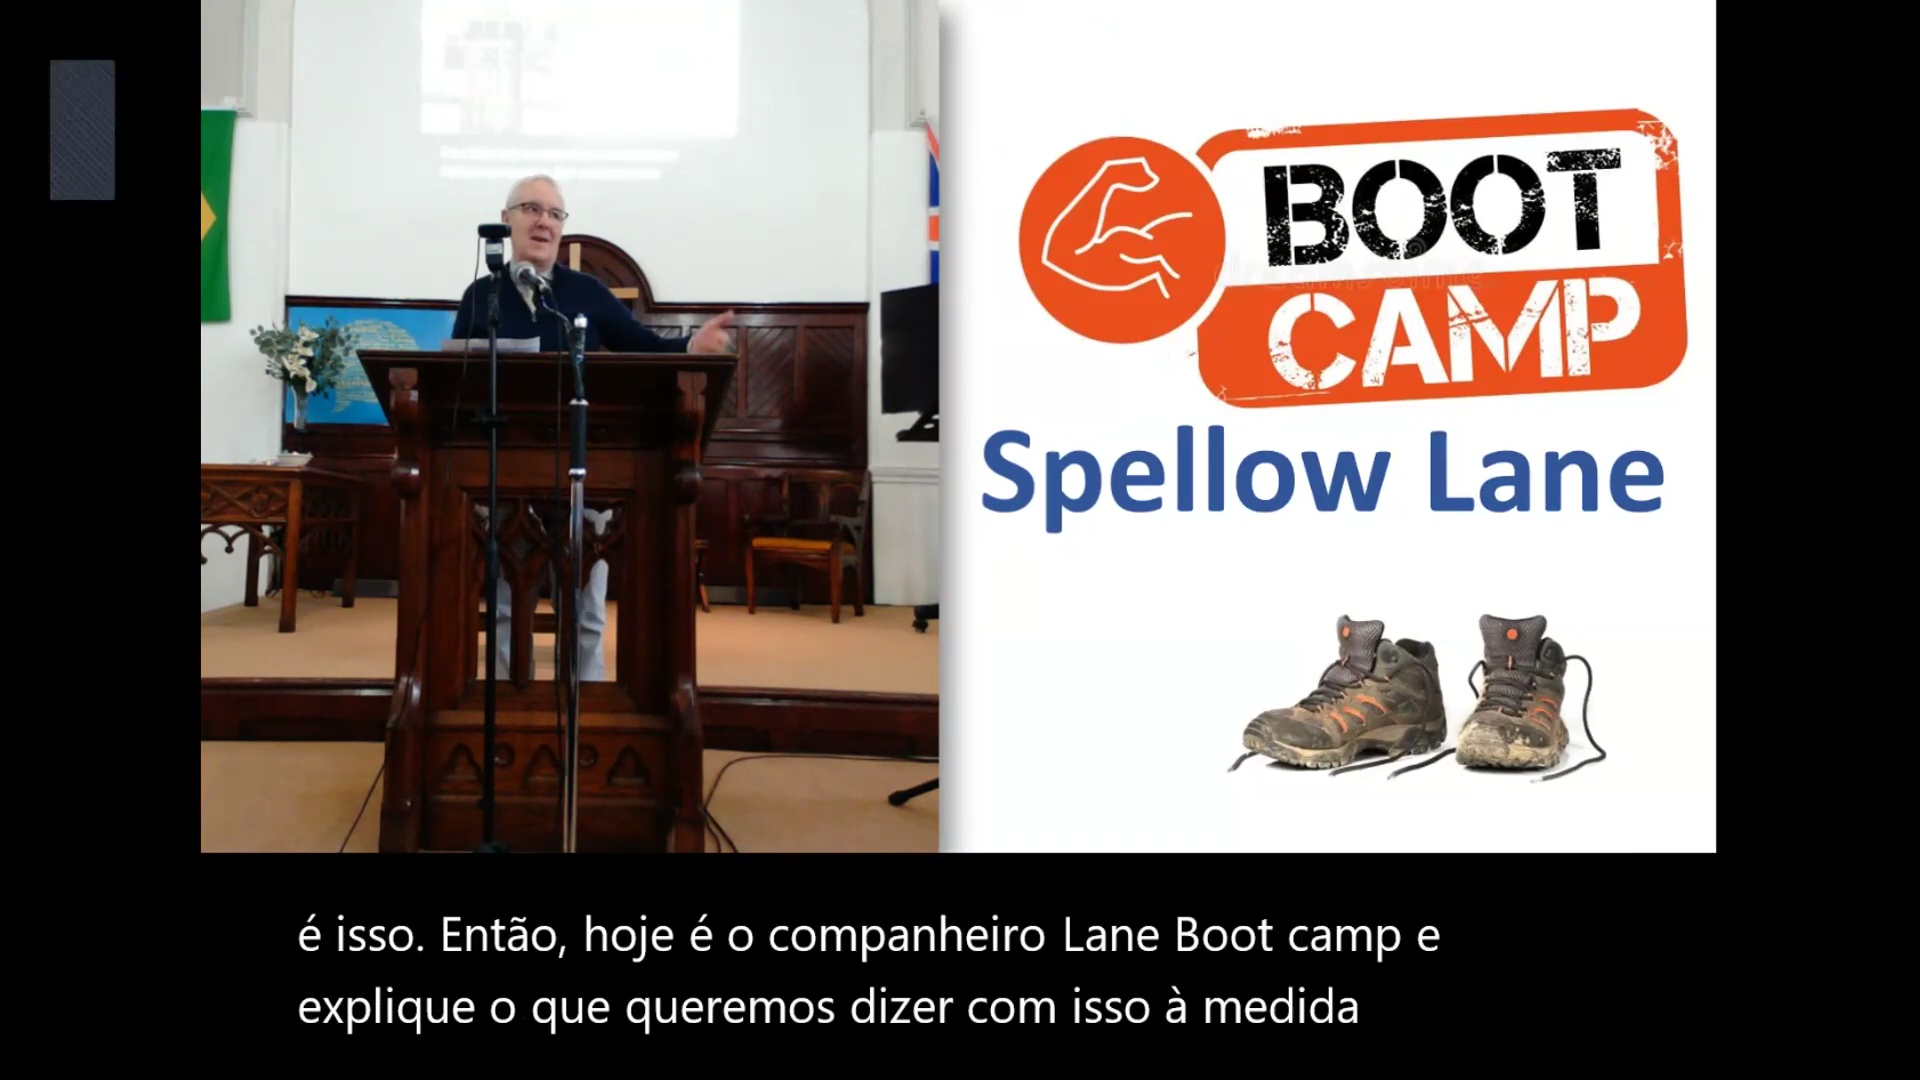 BOOT
CAMP
Spellow Lane
é isso. Então, hoje é o companheiro Lane Boot camp e
explique o que queremos dizer com isso à medida